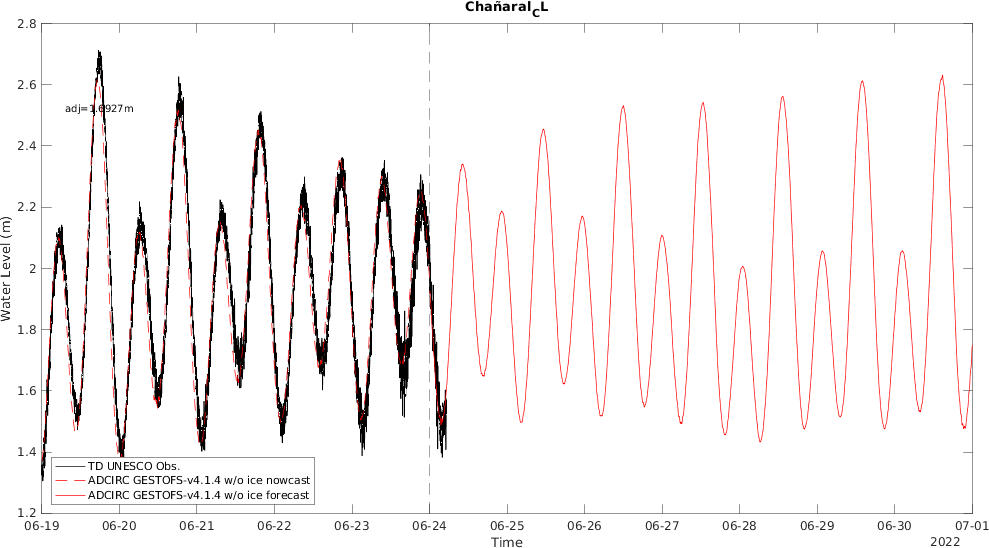 Chañaral_CL
2.8
2.6
2.4
2.2
2
1.8
1.6
1.4
1.2
Water Level (m)
adj=1.6927m
TD UNESCO Obs.
ADCIRC GESTOFS-v4.1.4 w/o ice nowcast
ADCIRC GESTOFS-v4.1.4 w/o ice forecast
06-19 06-20 06-21 06-22 06-23 06-24 06-25 06-26 06-27 06-28 06-29 06-30 07-01
Time
2022